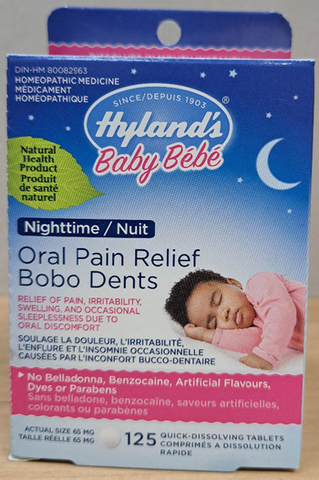 DIN-HM 80082563
HOMEOPATHIC MEDICINE
MÉDICAMENT
HOMÉOPATHIQUE
SINCE/DEPUIS 1903
Hyland's®
Baby Bébé
Natural
Health
Product
Produit
de santé
naturel
Nighttime / Nuit
Oral Pain Relief
Bobo Dents
RELIEF OF PAIN, IRRITABILITY,
SWELLING, AND OCCASIONAL
SLEEPLESSNESS DUE TO
ORAL DISCOMFORT
SOULAGE LA DOULEUR, L'IRRITABILITÉ,
L'ENFLURE ET L'INSOMNIE OCCASIONNELLE
CAUSÉES PAR L'INCONFORT BUCCO-DENTAIRE
No Belladonna, Benzocaine, Artificial Flavours,
Dyes or Parabens
Sans belladone, benzocaïne, saveurs artificielles,
colorants ou parabènes
ACTUAL SIZE 65 MG
TAILLE RÉELLE 65 MG
125 QUICK-DISSOLVING TABLETS
COMPRIMÉS À DISSOLUTION
RAPIDE